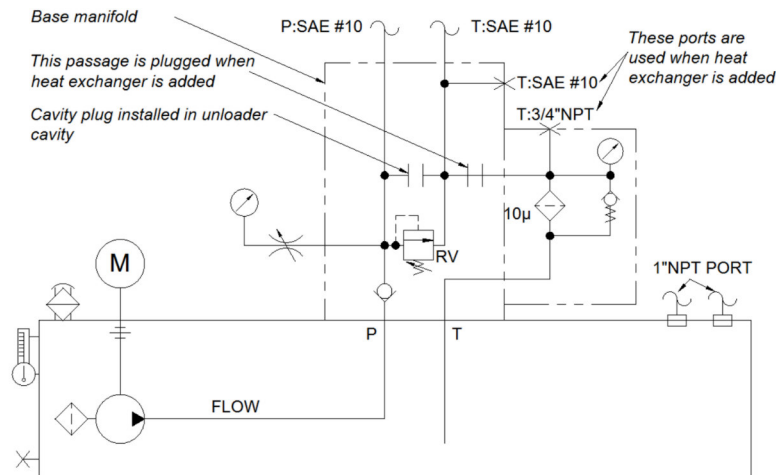 Base manifold
P:SAE #10
T:SAE #10
This passage is plugged when
heat exchanger is added
These ports are
used when heat
exchanger is added
T:SAE #10
Cavity plug installed in unloader
cavity
T:3/4"NPT
10µ
RV
M
1"NPT PORT
P
T
FLOW